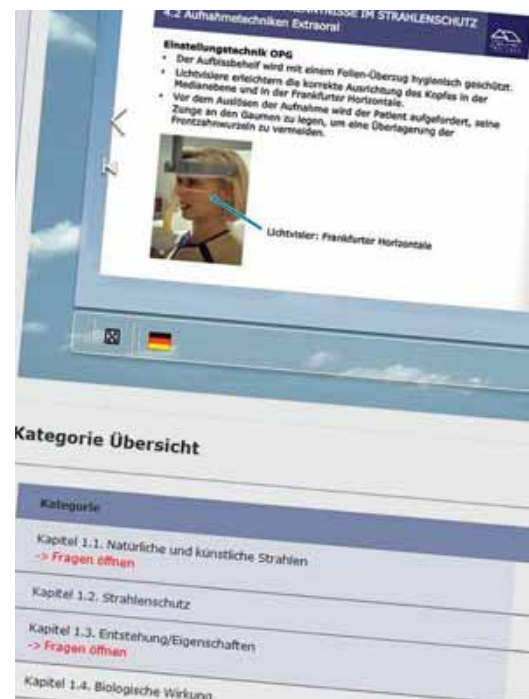 KENNTNISSE IM STRAHLENSCHUTZ
4.2 Aufnahmetechniken Extraoral
Einstellungstechnik OPG
• Der Aufbissbehelf wird mit einem Folien-Überzug hygienisch geschützt.
• Lichtvisiere erleichtern die korrekte Ausrichtung des Kopfes in der
Medianebene und in der Frankfurter Horizontale.
• Vor dem Auslösen der Aufnahme wird der Patient aufgefordert, seine
Zunge an den Gaumen zu legen, um eine Überlagerung der
Frontzahnwurzeln zu vermeiden.
Lichtvisier: Frankfurter Horizontale
Kategorie Übersicht
Kategorie
Kapitel 1.1. Natürliche und künstliche Strahlen
-> Fragen öffnen
Kapitel 1.2. Strahlenschutz
Kapitel 1.3. Entstehung/Eigenschaften
-> Fragen öffnen
Kapitel 1.4. Biologische Wirkung